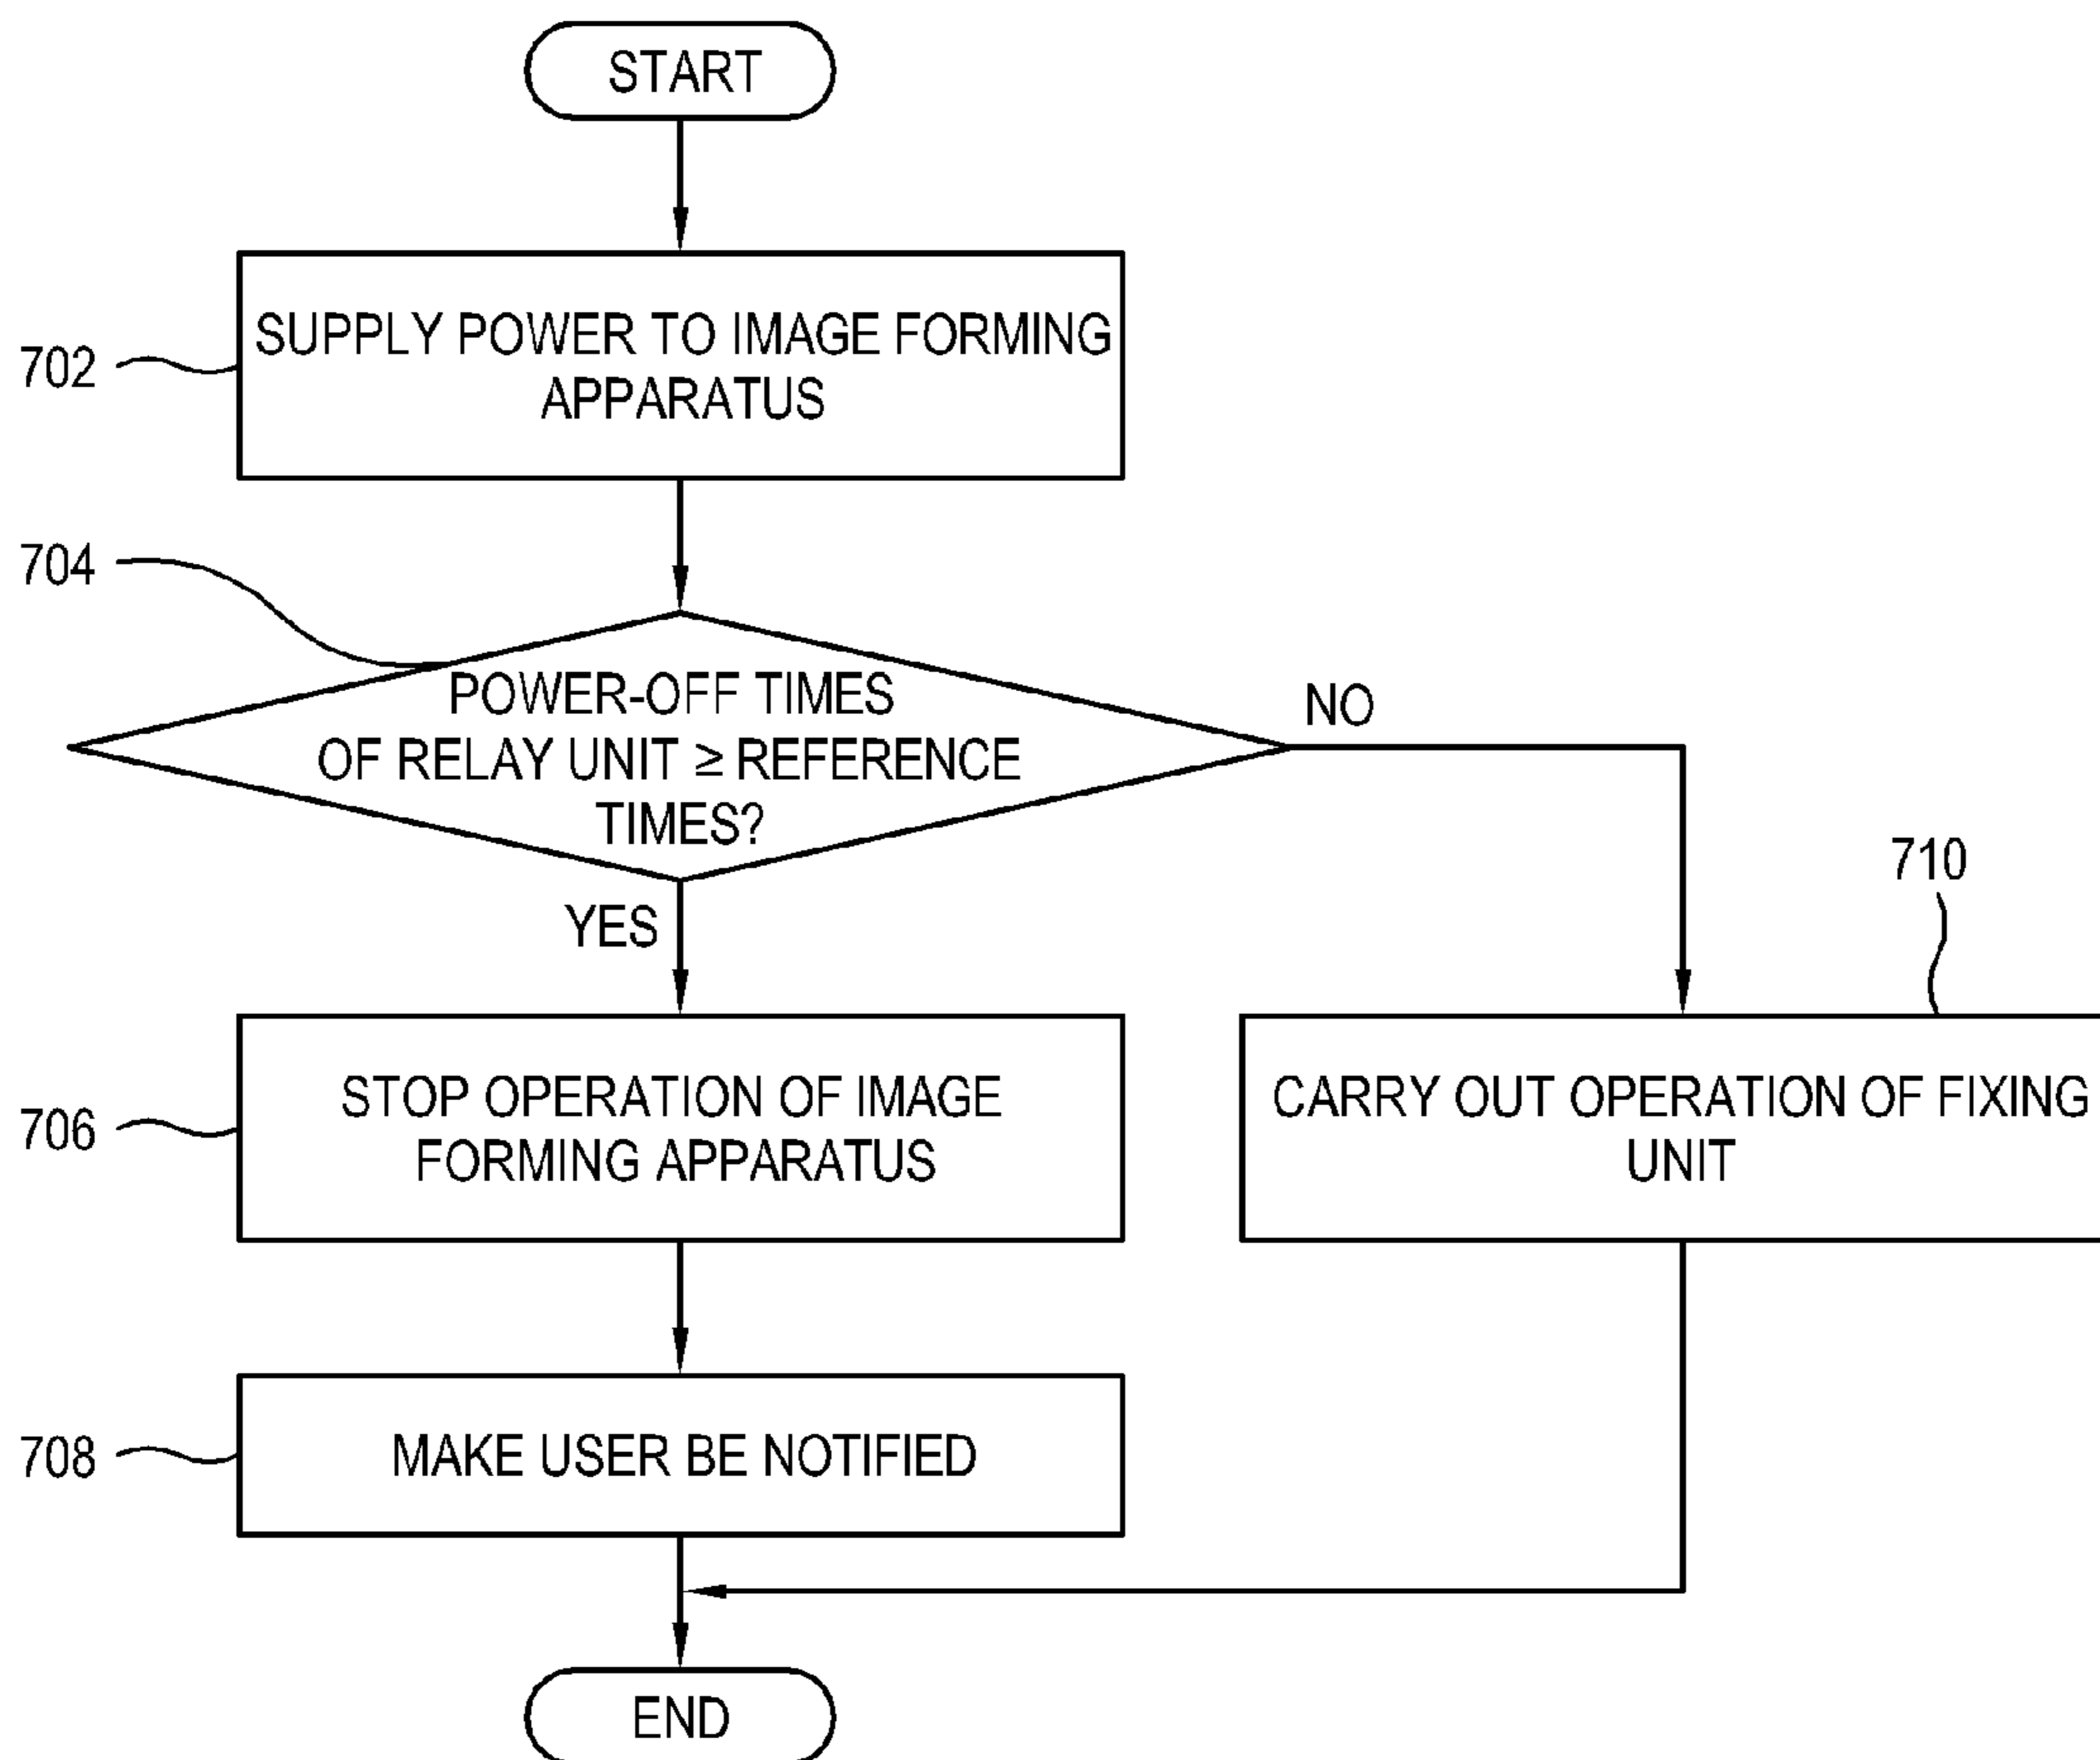 START
702
SUPPLY POWER TO IMAGE FORMING
APPARATUS
704
POWER-OFF TIMES
OF RELAY UNIT ≥ REFERENCE
TIMES?
NO
YES
710
706
STOP OPERATION OF IMAGE
FORMING APPARATUS
CARRY OUT OPERATION OF FIXING
UNIT
708
MAKE USER BE NOTIFIED
END